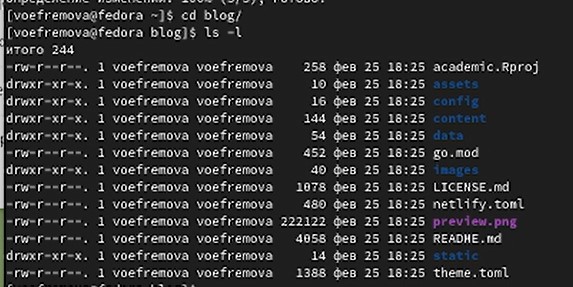 определение изменений: 100% (3/3), готово.
[voefremova@fedora ~]$ cd blog/
[voefremova@fedora blog]$ ls -l
итого 244
-rw-r--r--. 1 voefremova voefremova 258 фев 25 18:25 academic.Rproj
drwxr-xr-x. 1 voefremova voefremova 10 фев 25 18:25 assets
drwxr-xr-x. 1 voefremova voefremova 16 фев 25 18:25 config
drwxr-xr-x. 1 voefremova voefremova 144 фев 25 18:25 content
drwxr-xr-x. 1 voefremova voefremova 54 фев 25 18:25 data
-rw-r--r--. 1 voefremova voefremova 452 фев 25 18:25 go.mod
drwxr-xr-x. 1 voefremova voefremova 40 фев 25 18:25 images
-rw-r--r--. 1 voefremova voefremova 1078 фев 25 18:25 LICENSE.md
-rw-r--r--. 1 voefremova voefremova 480 фев 25 18:25 netlify.toml
-rw-r--r--. 1 voefremova voefremova 222122 фев 25 18:25 preview.png
-rw-r--r--. 1 voefremova voefremova 4058 фев 25 18:25 README.md
drwxr-xr-x. 1 voefremova voefremova 14 фев 25 18:25 static
-rw-r--r--. 1 voefremova voefremova 1388 фев 25 18:25 theme.toml